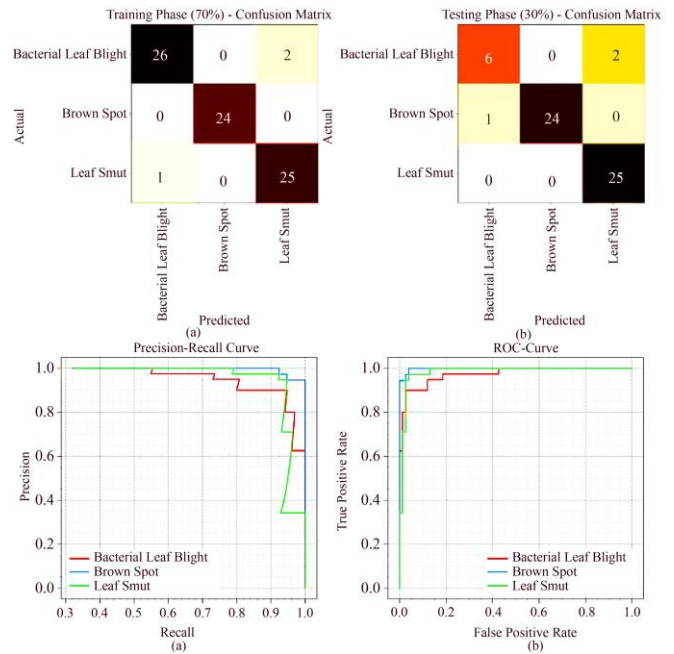 Training Phase (70%) - Confusion Matrix
Bacterial Leaf Blight
Brown Spot
Leaf Smut
Actual
26 0 2
0 24 0
1 0 25
Bacterial Leaf Blight
Brown Spot
Leaf Smut
Predicted
(a)
Testing Phase (30%) - Confusion Matrix
Bacterial Leaf Blight
Brown Spot
Leaf Smut
Actual
6 0 2
1 24 0
0 0 25
Bacterial Leaf Blight
Brown Spot
Leaf Smut
Predicted
(b)
Precision-Recall Curve
Precision
1.0
0.8
0.6
0.4
0.2
0.0
Bacterial Leaf Blight
Brown Spot
Leaf Smut
0.3 0.4 0.5 0.6 0.7 0.8 0.9 1.0
Recall
(a)
ROC-Curve
True Positive Rate
1.0
0.8
0.6
0.4
0.2
0.0
Bacterial Leaf Blight
Brown Spot
Leaf Smut
0.0 0.2 0.4 0.6 0.8 1.0
False Positive Rate
(b)